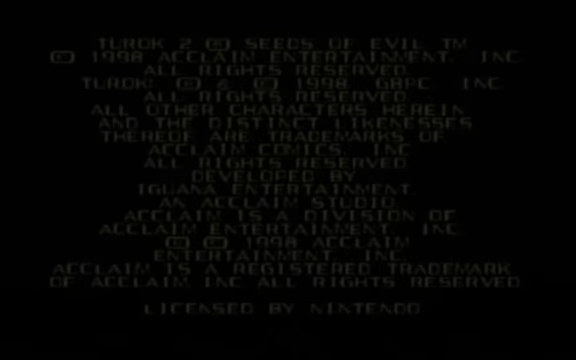 TUROK 2 © SEEDS OF EVIL TM
© 1998 ACCLAIM ENTERTAINMENT. INC.
ALL RIGHTS RESERVED.
TUROK! © & © 1998 GBPC, INC.
ALL RIGHTS RESERVED.
ALL OTHER CHARACTERS HEREIN
AND THE DISTINCT LIKENESSES
THEREOF ARE TRADEMARKS OF
ACCLAIM COMICS, INC
ALL RIGHTS RESERVED
DEVELOPED BY
IGUANA ENTERTAINMENT.
AN ACCLAIM STUDIO.
ACCLAIM IS A DIVISION OF
ACCLAIM ENTERTAINMENT INC.
© © 1998 ACCLAIM
ENTERTAINMENT. INC.
ACCLAIM IS A REGISTERED TRADEMARK
OF ACCLAIM INC ALL RIGHTS RESERVED
LICENSED BY NINTENDO